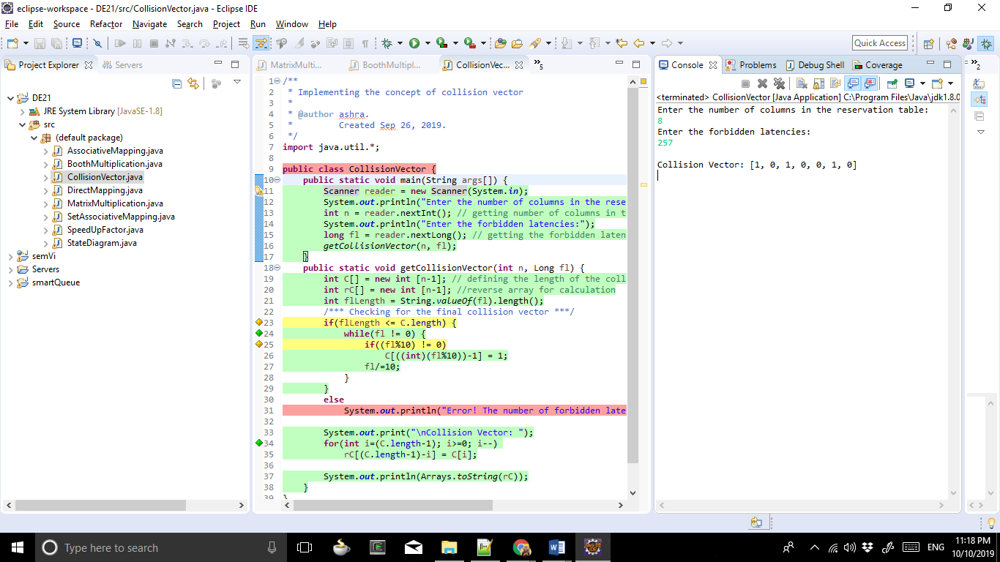 eclipse-workspace - DE21/src/CollisionVector.java - Eclipse IDE
File Edit Source Refactor Navigate Search Project Run Window Help
Quick Access
Project Explorer Servers
DE21
JRE System Library [JavaSE-1.8]
src
(default package)
AssociativeMapping.java
BoothMultiplication.java
CollisionVector.java
DirectMapping.java
MatrixMultiplication.java
SetAssociativeMapping.java
SpeedUpFactor.java
StateDiagram.java
semVi
Servers
smartQueue
MatrixMulti... BoothMultipl... CollisionVec... »5
1 /**
2 * Implementing the concept of collision vector
3 *
4 * @author ashra.
5 * Created Sep 26, 2019.
6 */
7 import java.util.*;
8
9 public class CollisionVector {
10 public static void main(String args[]) {
11 Scanner reader = new Scanner(System.in);
12 System.out.println("Enter the number of columns in the rese
13 int n = reader.nextInt(); // getting number of columns in t
14 System.out.println("Enter the forbidden latencies:");
15 long fl = reader.nextLong(); // getting the forbidden laten
16 getCollisionVector(n, fl);
17 }
18 public static void getCollisionVector(int n, Long fl) {
19 int C[] = new int [n-1]; // defining the length of the coll
20 int rC[] = new int [n-1]; //reverse array for calculation
21 int flLength = String.valueOf(fl).length();
22 /*** Checking for the final collision vector ***/
23 if(flLength <= C.length) {
24 while(fl != 0) {
25 if((fl%10) != 0)
26 C[((int)(fl%10))-1] = 1;
27 fl/=10;
28 }
29 }
30 else
31 System.out.println("Error! The number of forbidden late
32
33 System.out.print("\nCollision Vector: ");
34 for(int i=(C.length-1); i>=0; i--)
35 rC[(C.length-1)-i] = C[i];
36
37 System.out.println(Arrays.toString(rC));
38 }
39 }
Console Problems Debug Shell Coverage
<terminated> CollisionVector [Java Application] C:\Program Files\Java\jdk1.8.0
Enter the number of columns in the reservation table:
8
Enter the forbidden latencies:
257
Collision Vector: [1, 0, 1, 0, 0, 1, 0]
»2
Type here to search
ENG
11:18 PM
10/10/2019